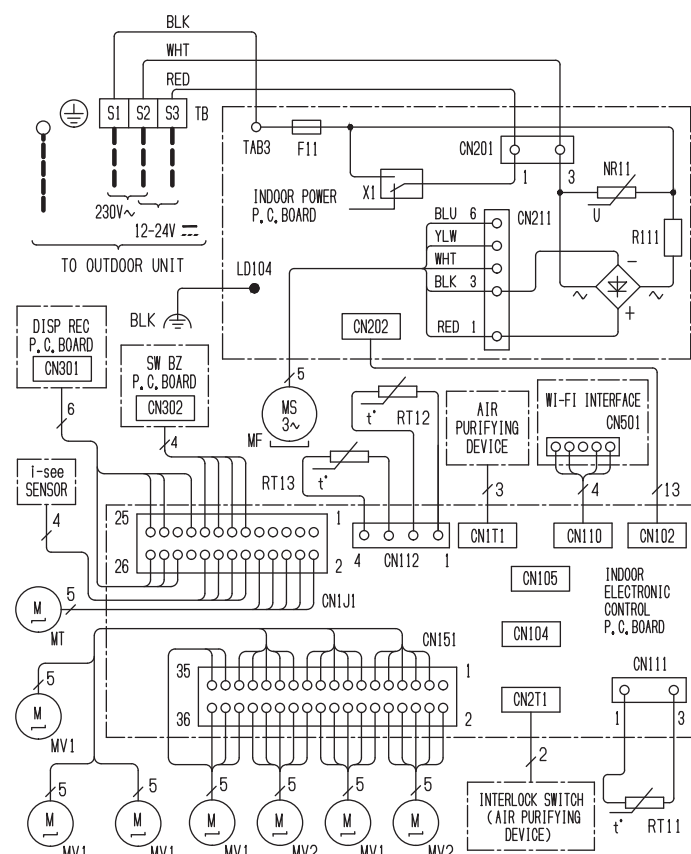 BLK
WHT
RED
S1 S2 S3 TB
TAB3
F11
CN201
1
3
X1
NR11
U
INDOOR POWER
P.C.BOARD
230V~
12-24V ⎓
R111
TO OUTDOOR UNIT
LD104
BLK
BLU 6
CN211
YLW
WHT
BLK 3
RED 1
~
−
+
~
DISP REC
P.C.BOARD
CN301
SW BZ
P.C.BOARD
CN302
CN202
6
4
5
MS
3~
MF
t°
RT12
RT13
t°
AIR
PURIFYING
DEVICE
WI-FI INTERFACE
CN501
i-see
SENSOR
4
3
4
13
25
1
26
2
CN1J1
4
CN112
1
CN1T1
CN110
CN102
CN105
INDOOR
ELECTRONIC
CONTROL
P.C.BOARD
5
M
MT
CN104
CN151
35
1
36
2
CN111
1
3
CN2T1
5
M
MV1
2
INTERLOCK SWITCH
(AIR PURIFYING
DEVICE)
t°
RT11
5
5
5
5
5
5
M
M
M
M
M
M
MV1
MV1
MV1
MV2
MV1
MV2